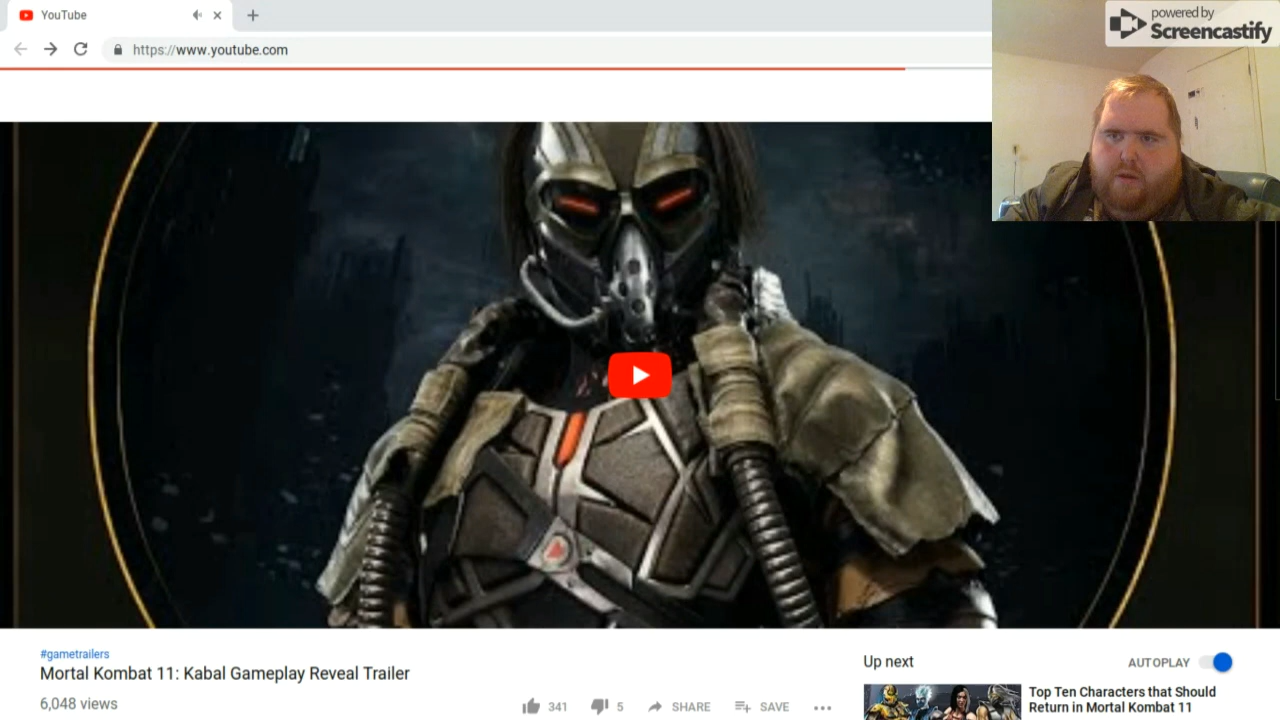 YouTube
powered by
Screencastify
https://www.youtube.com
#gametrailers
Mortal Kombat 11: Kabal Gameplay Reveal Trailer
6,048 views
341
5
SHARE
SAVE
Up next
AUTOPLAY
Top Ten Characters that Should
Return in Mortal Kombat 11